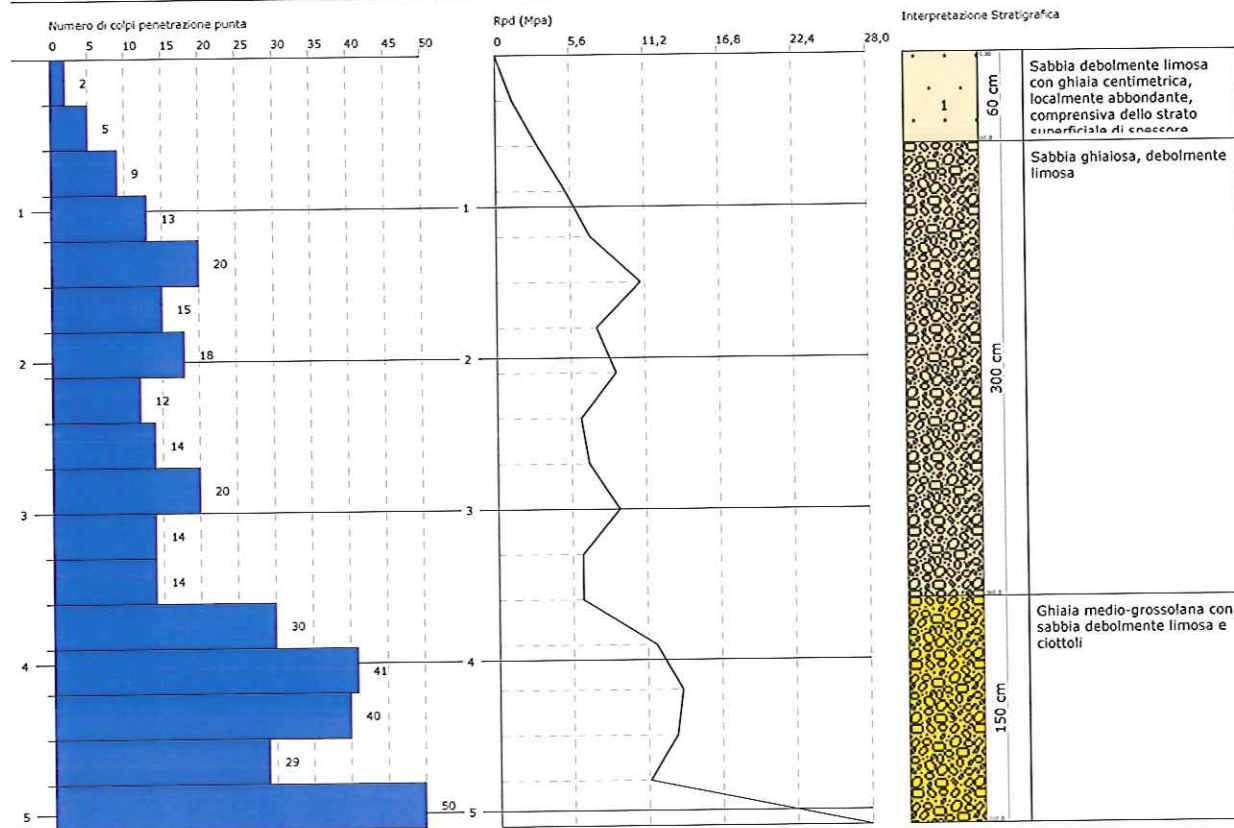 Numero di colpi penetrazione punta
0 5 10 15 20 25 30 35 40 45 50
2
5
9
1
13
20
15
18
2
12
14
20
3
14
14
30
4
41
40
29
5
50
Rpd (Mpa)
0 5,6 11,2 16,8 22,4 28,0
1
2
3
4
5
Interpretazione Stratigrafica
1
60 cm
Sabbia debolmente limosa
con ghiaia centimetrica,
localmente abbondante,
comprensiva dello strato
superficiale di spessore
300 cm
Sabbia ghiaiosa, debolmente
limosa
150 cm
Ghiaia medio-grossolana con
sabbia debolmente limosa e
ciottoli